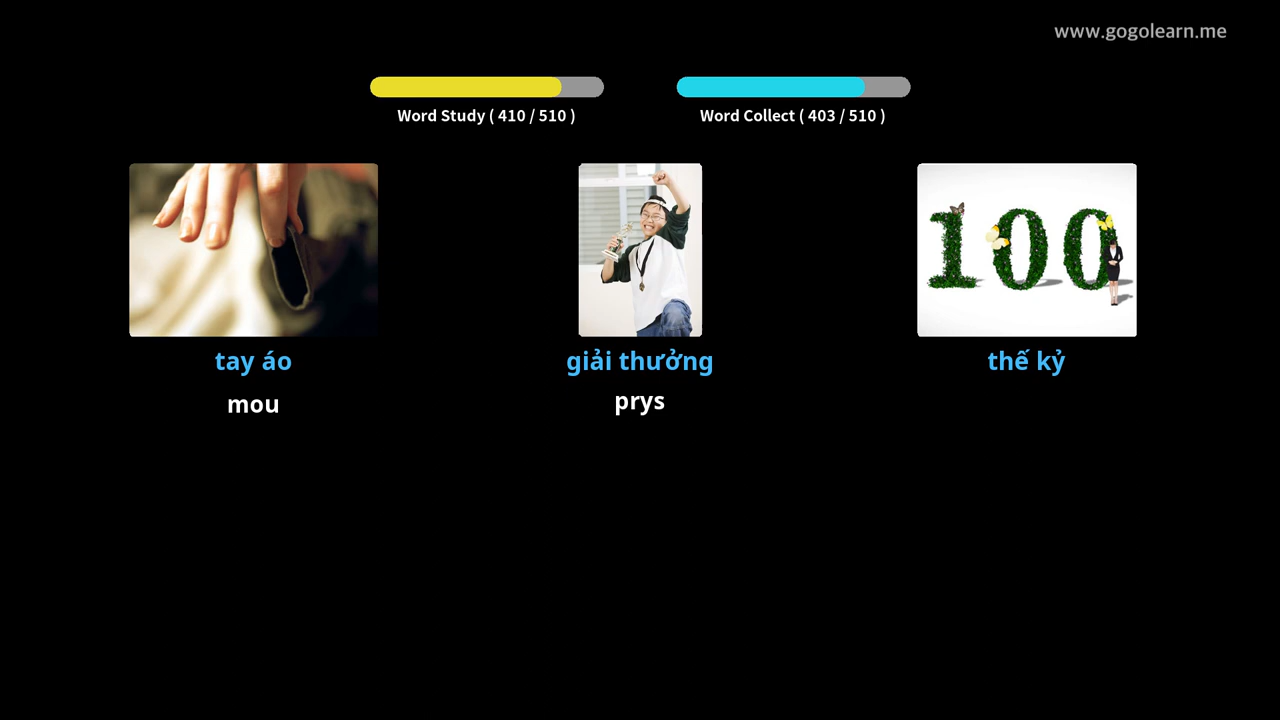 www.gogolearn.me
Word Study ( 410 / 510 )
Word Collect ( 403 / 510 )
tay áo
giải thưởng
thế kỷ
mou
prys
100